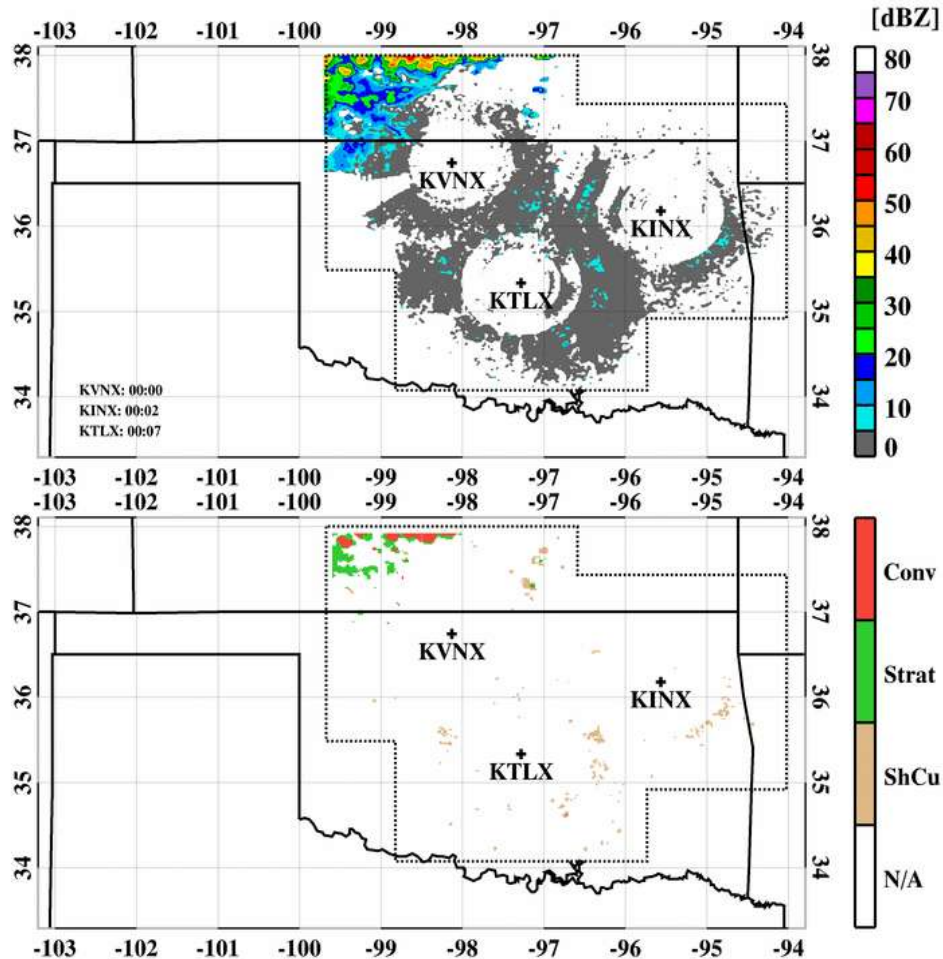 [dBZ]
-103 -102 -101 -100 -99 -98 -97 -96 -95 -94
38 38 80
70
37 37
60
KVNX
50
36 KINX 36
40
35 KTLX 35
30
20
KVNX: 00:00
34 KINX: 00:02 34
10
KTLX: 00:07
0
-103 -102 -101 -100 -99 -98 -97 -96 -95 -94
-103 -102 -101 -100 -99 -98 -97 -96 -95 -94
38 38
Conv
37 37
KVNX
Strat
36 KINX 36
35 KTLX 35
ShCu
34 34
N/A
-103 -102 -101 -100 -99 -98 -97 -96 -95 -94